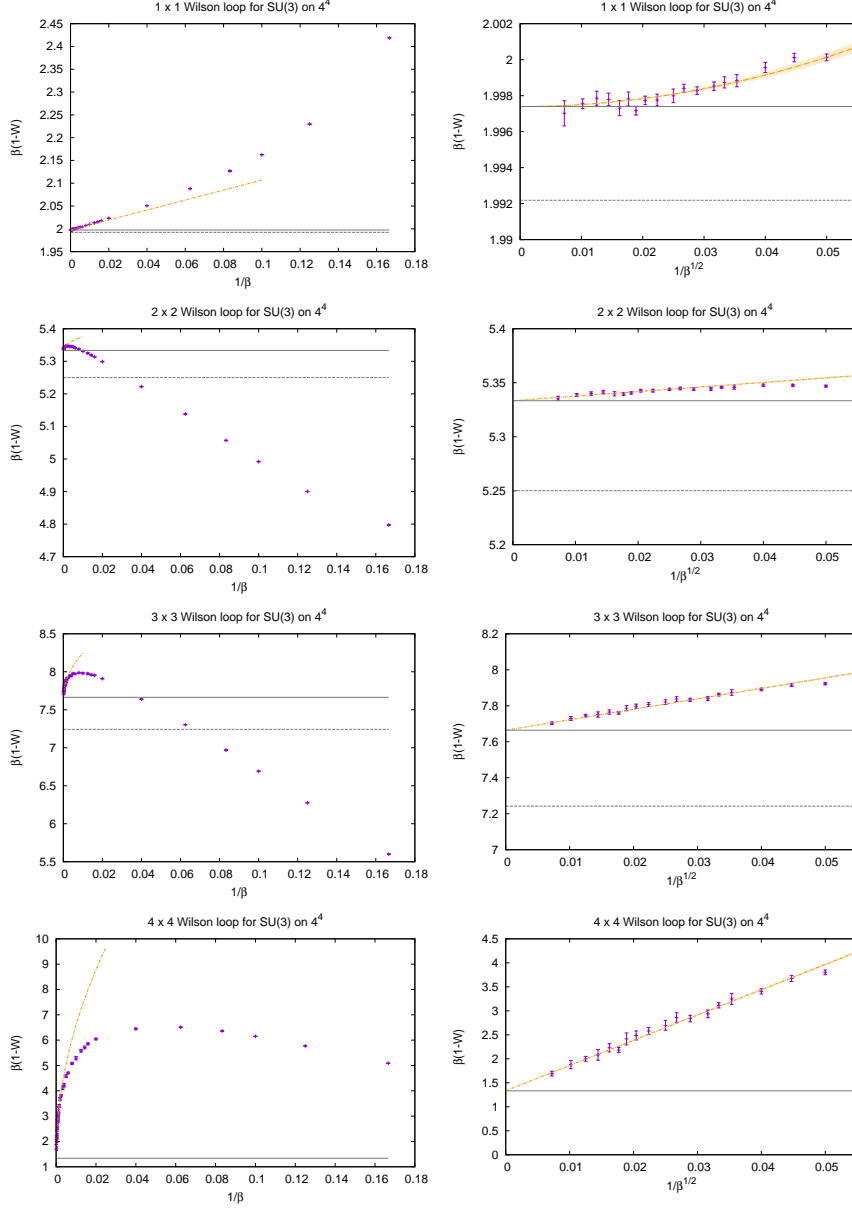 1 x 1 Wilson loop for SU(3) on 4^4
β(1-W)
2.45
2.4
2.35
2.3
2.25
2.2
2.15
2.1
2.05
2
1.95
0 0.02 0.04 0.06 0.08 0.1 0.12 0.14 0.16 0.18
1/β
1 x 1 Wilson loop for SU(3) on 4^4
β(1-W)
2.002
2
1.998
1.996
1.994
1.992
1.99
0 0.01 0.02 0.03 0.04 0.05
1/β^1/2
2 x 2 Wilson loop for SU(3) on 4^4
β(1-W)
5.4
5.3
5.2
5.1
5
4.9
4.8
4.7
0 0.02 0.04 0.06 0.08 0.1 0.12 0.14 0.16 0.18
1/β
2 x 2 Wilson loop for SU(3) on 4^4
β(1-W)
5.4
5.35
5.3
5.25
5.2
0 0.01 0.02 0.03 0.04 0.05
1/β^1/2
3 x 3 Wilson loop for SU(3) on 4^4
β(1-W)
8.5
8
7.5
7
6.5
6
5.5
0 0.02 0.04 0.06 0.08 0.1 0.12 0.14 0.16 0.18
1/β
3 x 3 Wilson loop for SU(3) on 4^4
β(1-W)
8.2
8
7.8
7.6
7.4
7.2
7
0 0.01 0.02 0.03 0.04 0.05
1/β^1/2
4 x 4 Wilson loop for SU(3) on 4^4
β(1-W)
10
9
8
7
6
5
4
3
2
1
0 0.02 0.04 0.06 0.08 0.1 0.12 0.14 0.16 0.18
1/β
4 x 4 Wilson loop for SU(3) on 4^4
β(1-W)
4.5
4
3.5
3
2.5
2
1.5
1
0.5
0
0 0.01 0.02 0.03 0.04 0.05
1/β^1/2